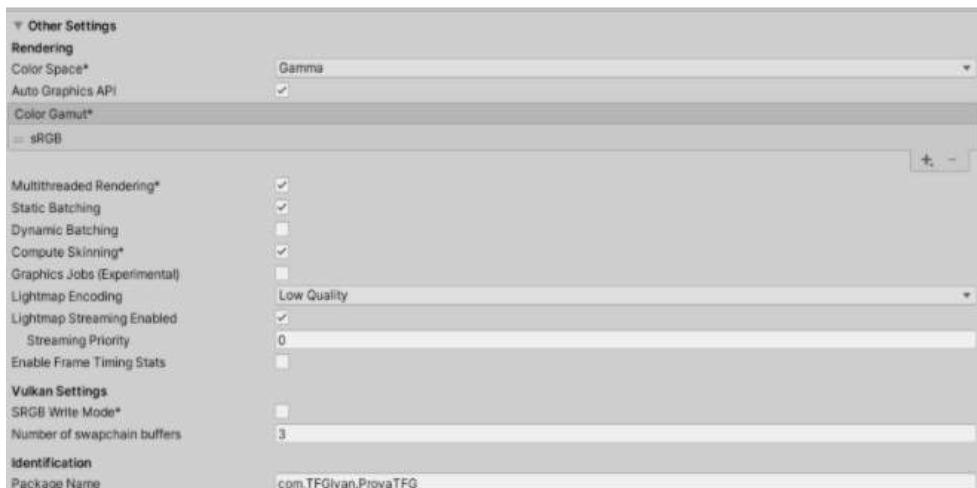 Other Settings
Rendering
Color Space* Gamma
Auto Graphics API
Color Gamut*
sRGB
Multithreaded Rendering*
Static Batching
Dynamic Batching
Compute Skinning*
Graphics Jobs (Experimental)
Lightmap Encoding Low Quality
Lightmap Streaming Enabled
Streaming Priority 0
Enable Frame Timing Stats
Vulkan Settings
SRGB Write Mode*
Number of swapchain buffers 3
Identification
Package Name com.TFGIvan.ProvaTFG